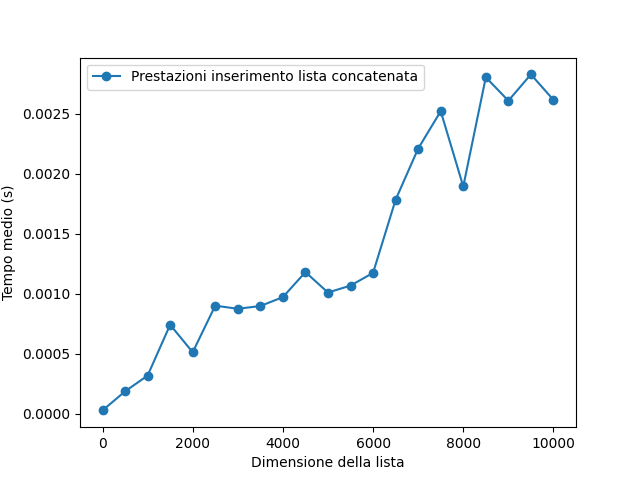 Prestazioni inserimento lista concatenata
Tempo medio (s)
0.0025
0.0020
0.0015
0.0010
0.0005
0.0000
0 2000 4000 6000 8000 10000
Dimensione della lista